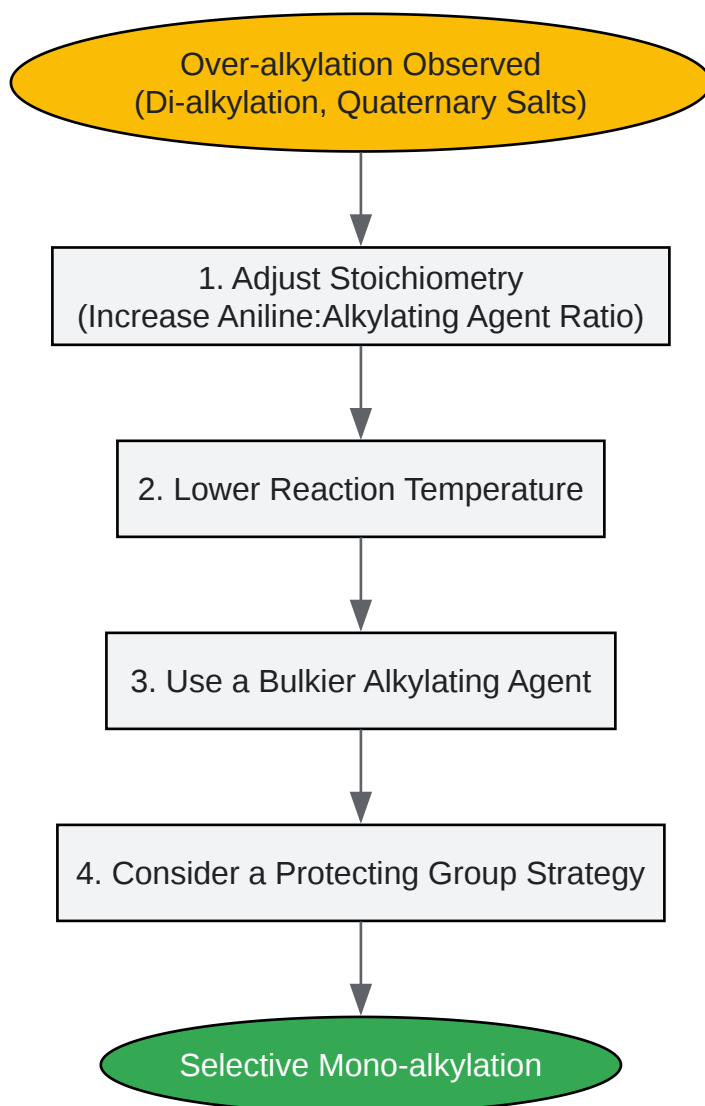 Over-alkylation Observed
(Di-alkylation, Quaternary Salts)
1. Adjust Stoichiometry
(Increase Aniline:Alkylating Agent Ratio)
2. Lower Reaction Temperature
3. Use a Bulkier Alkylating Agent
4. Consider a Protecting Group Strategy
Selective Mono-alkylation